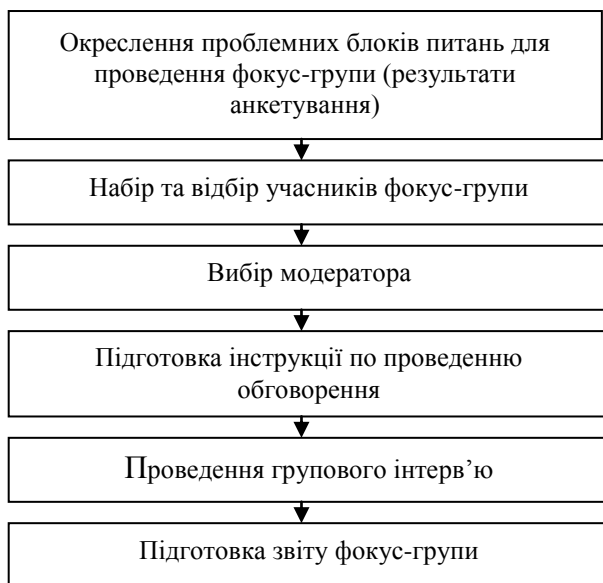 Окреслення проблемних блоків питань для
проведення фокус-групи (результати
анкетування)
Набір та відбір учасників фокус-групи
Вибір модератора
Підготовка інструкції по проведенню
обговорення
Проведення групового інтерв’ю
Підготовка звіту фокус-групи